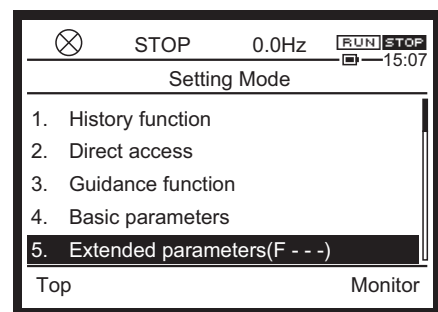 STOP 0.0Hz RUN STOP
15:07
Setting Mode
1. History function
2. Direct access
3. Guidance function
4. Basic parameters
5. Extended parameters(F - - -)
Top Monitor